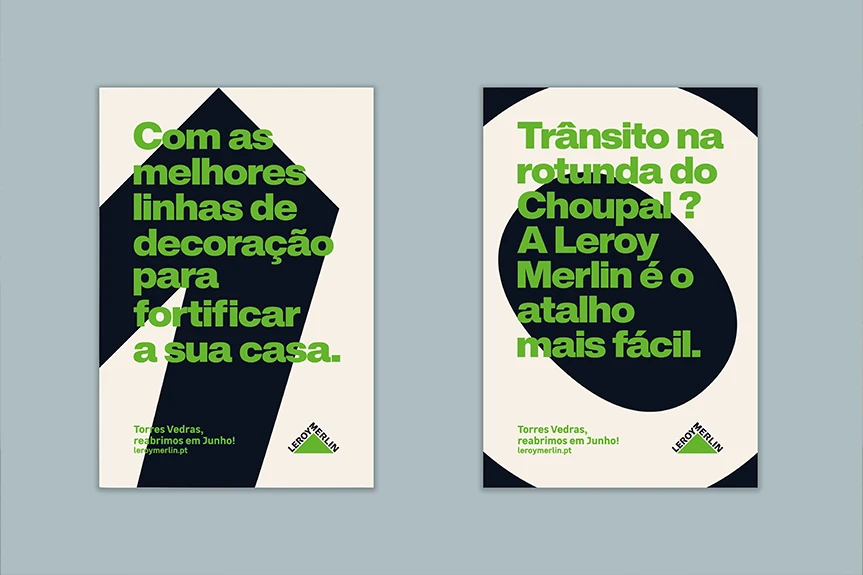 Com as
melhores
linhas de
decoração
para
fortificar
a sua casa.
Torres Vedras,
reabrimos em Junho!
leroymerlin.pt
LEROY MERLIN
Trânsito na
rotunda do
Choupal ?
A Leroy
Merlin é o
atalho
mais fácil.
Torres Vedras,
reabrimos em Junho!
leroymerlin.pt
LEROY MERLIN